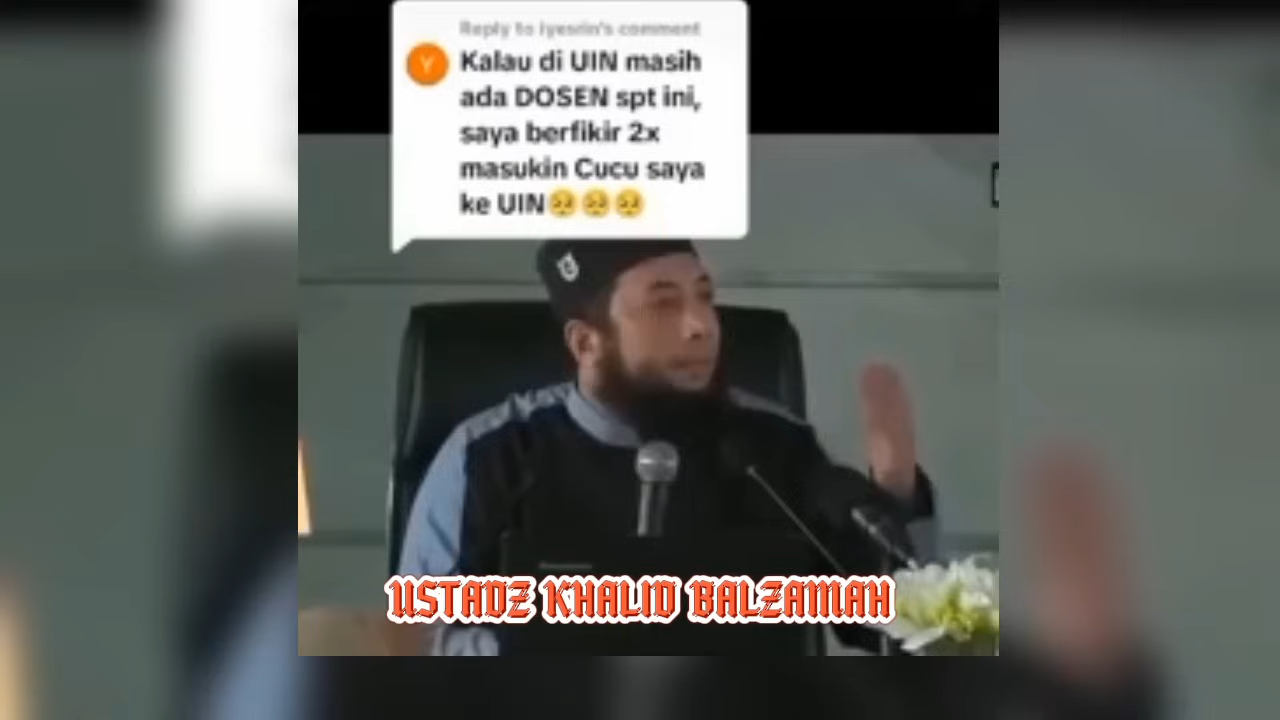 Reply to iyesrin's comment
Y
Kalau di UIN masih
ada DOSEN spt ini,
saya berfikir 2x
masukin Cucu saya
ke UIN🥺🥺🥺
USTADZ KHALID BALZAMAH